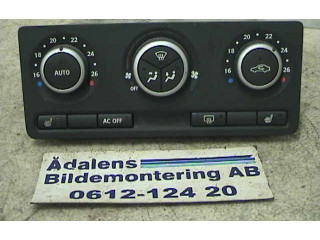 20 22
18 24
16 26
AUTO
OFF
20 22
18 24
16 26
AC OFF
Ådalens
Bildemontering AB
0612-124 20